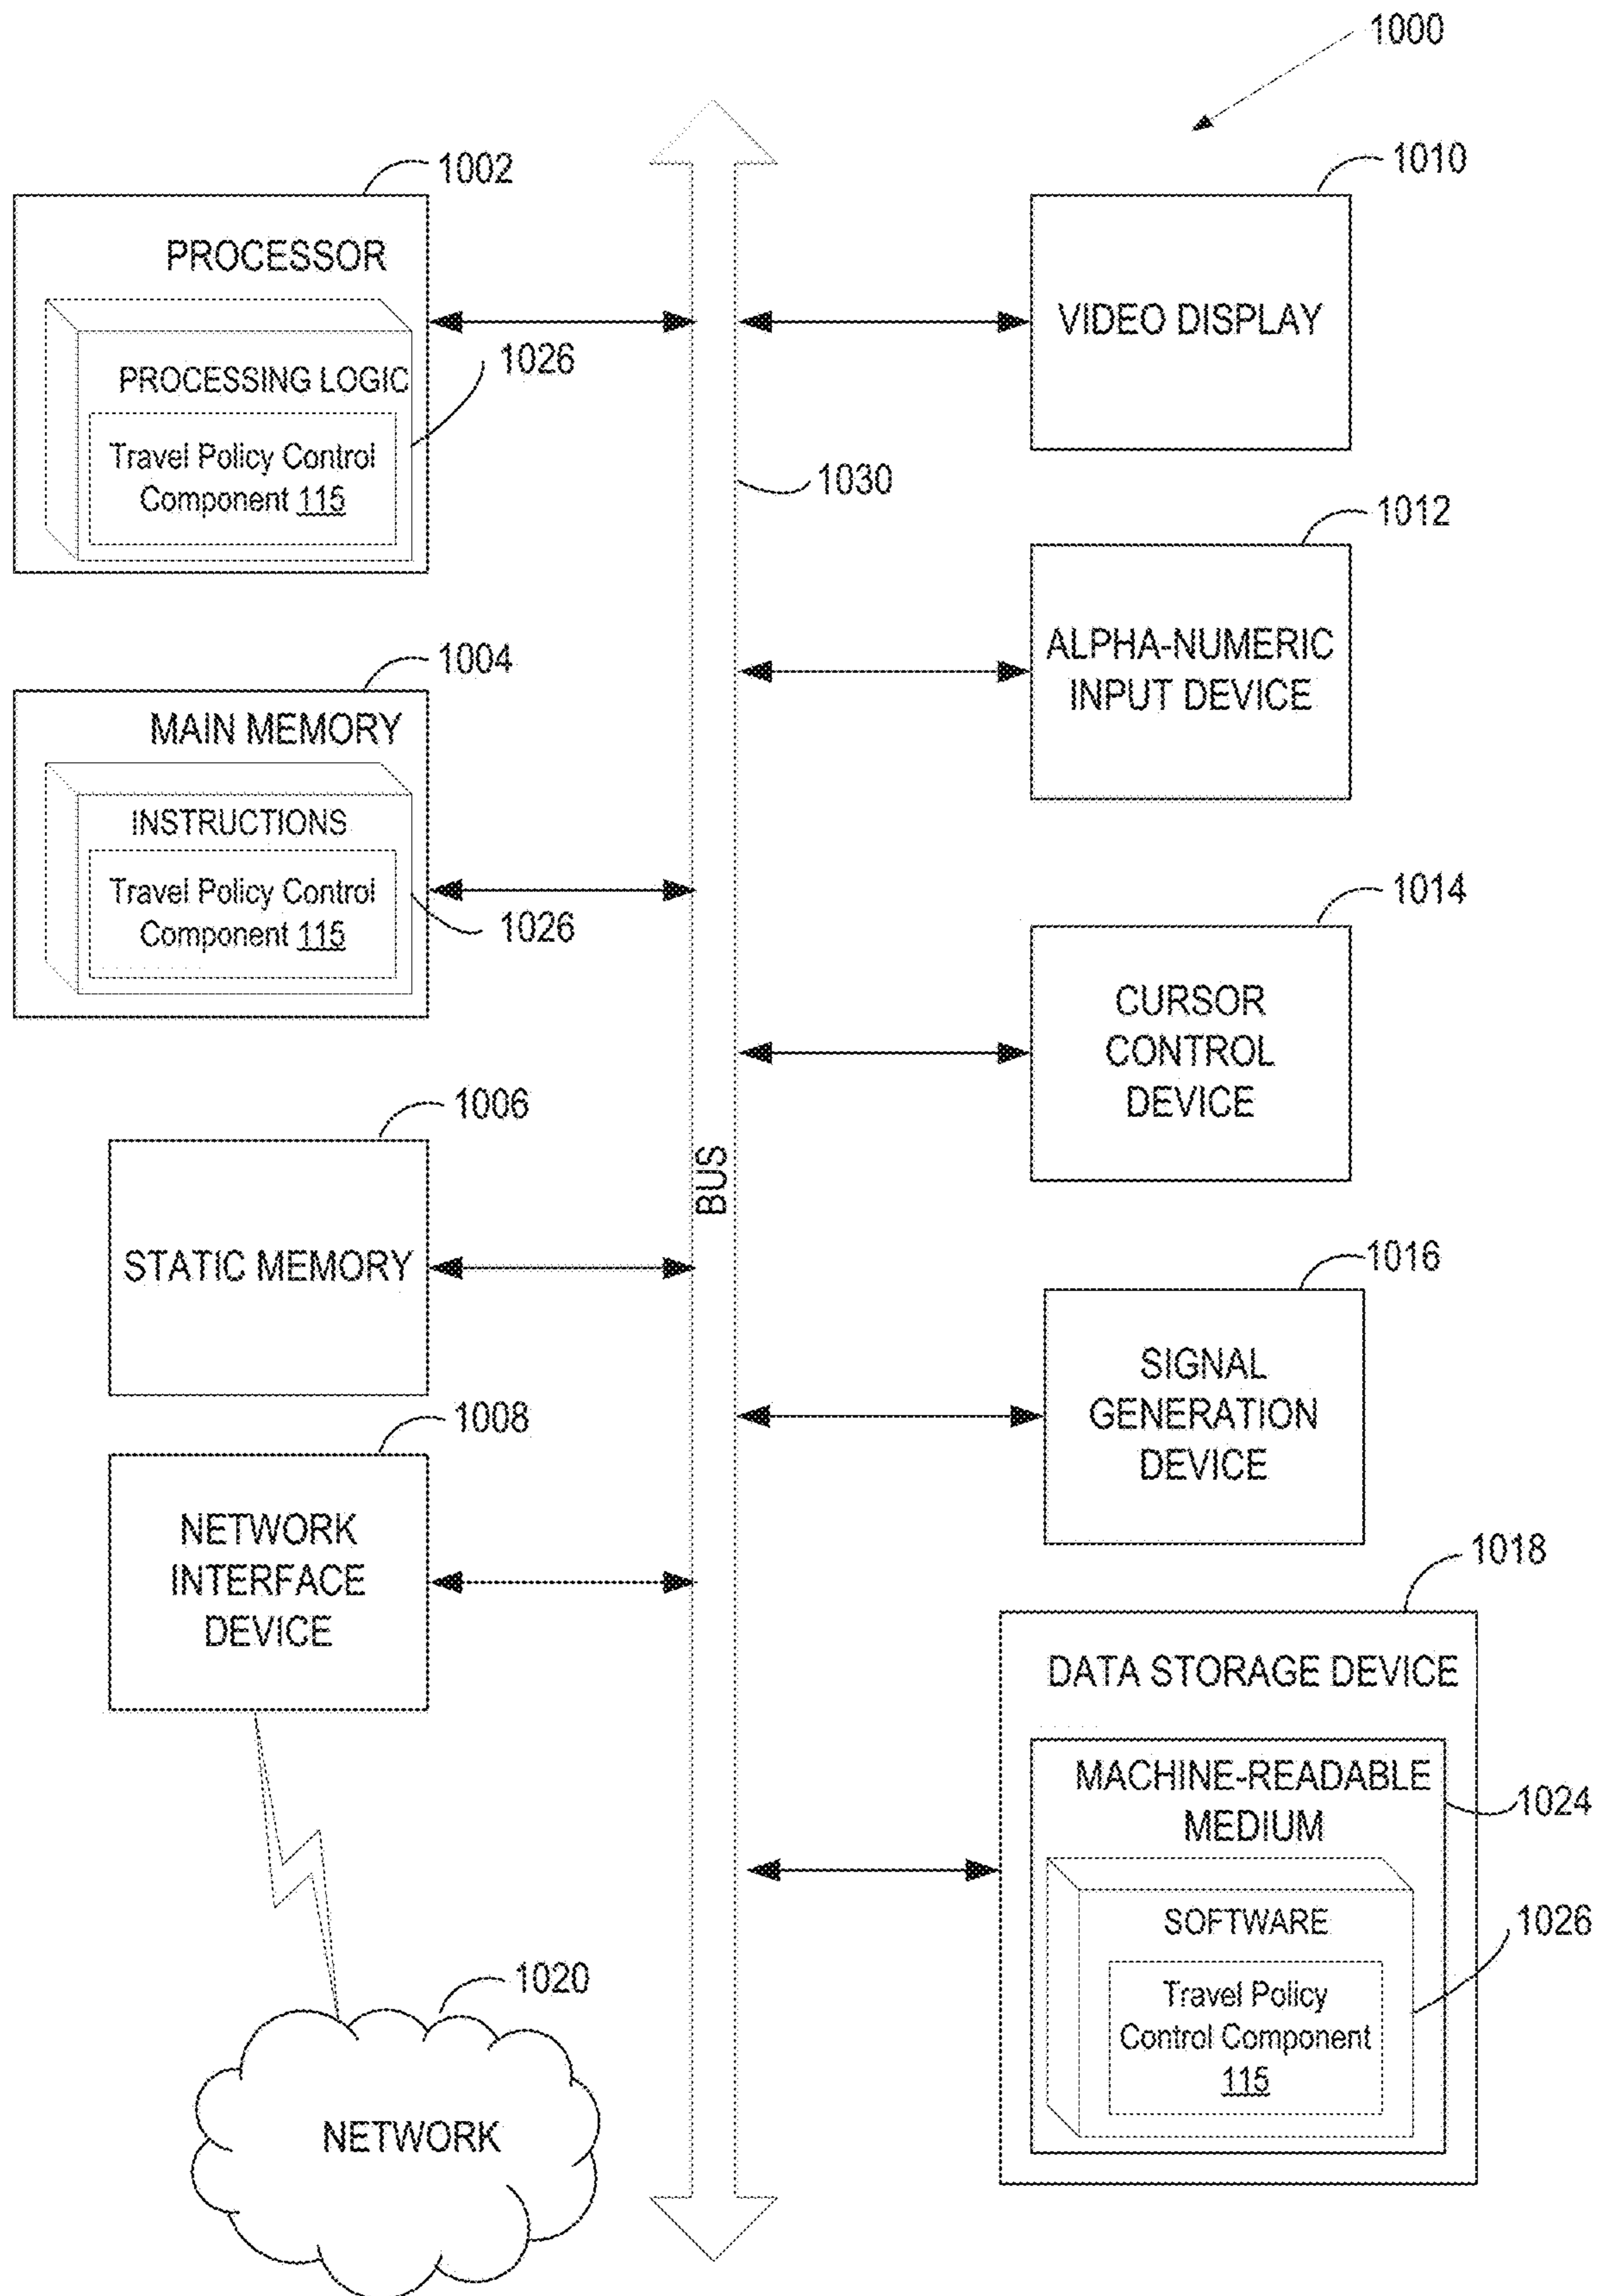 1000
1002
PROCESSOR
PROCESSING LOGIC
Travel Policy Control
Component 115
1026
1004
MAIN MEMORY
INSTRUCTIONS
Travel Policy Control
Component 115
1026
1006
STATIC MEMORY
1008
NETWORK
INTERFACE
DEVICE
1020
NETWORK
BUS
1030
1010
VIDEO DISPLAY
1012
ALPHA-NUMERIC
INPUT DEVICE
1014
CURSOR
CONTROL
DEVICE
1016
SIGNAL
GENERATION
DEVICE
1018
DATA STORAGE DEVICE
MACHINE-READABLE
MEDIUM
1024
SOFTWARE
1026
Travel Policy
Control Component
115